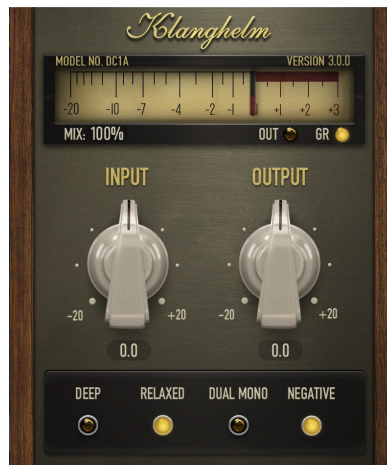 Klanghelm
MODEL NO. DC1A VERSION 3.0.0
-20 -10 -7 -4 -2 -1 0 +1 +2 +3
MIX: 100% OUT GR
INPUT OUTPUT
-20 +20 -20 +20
0.0 0.0
DEEP RELAXED DUAL MONO NEGATIVE